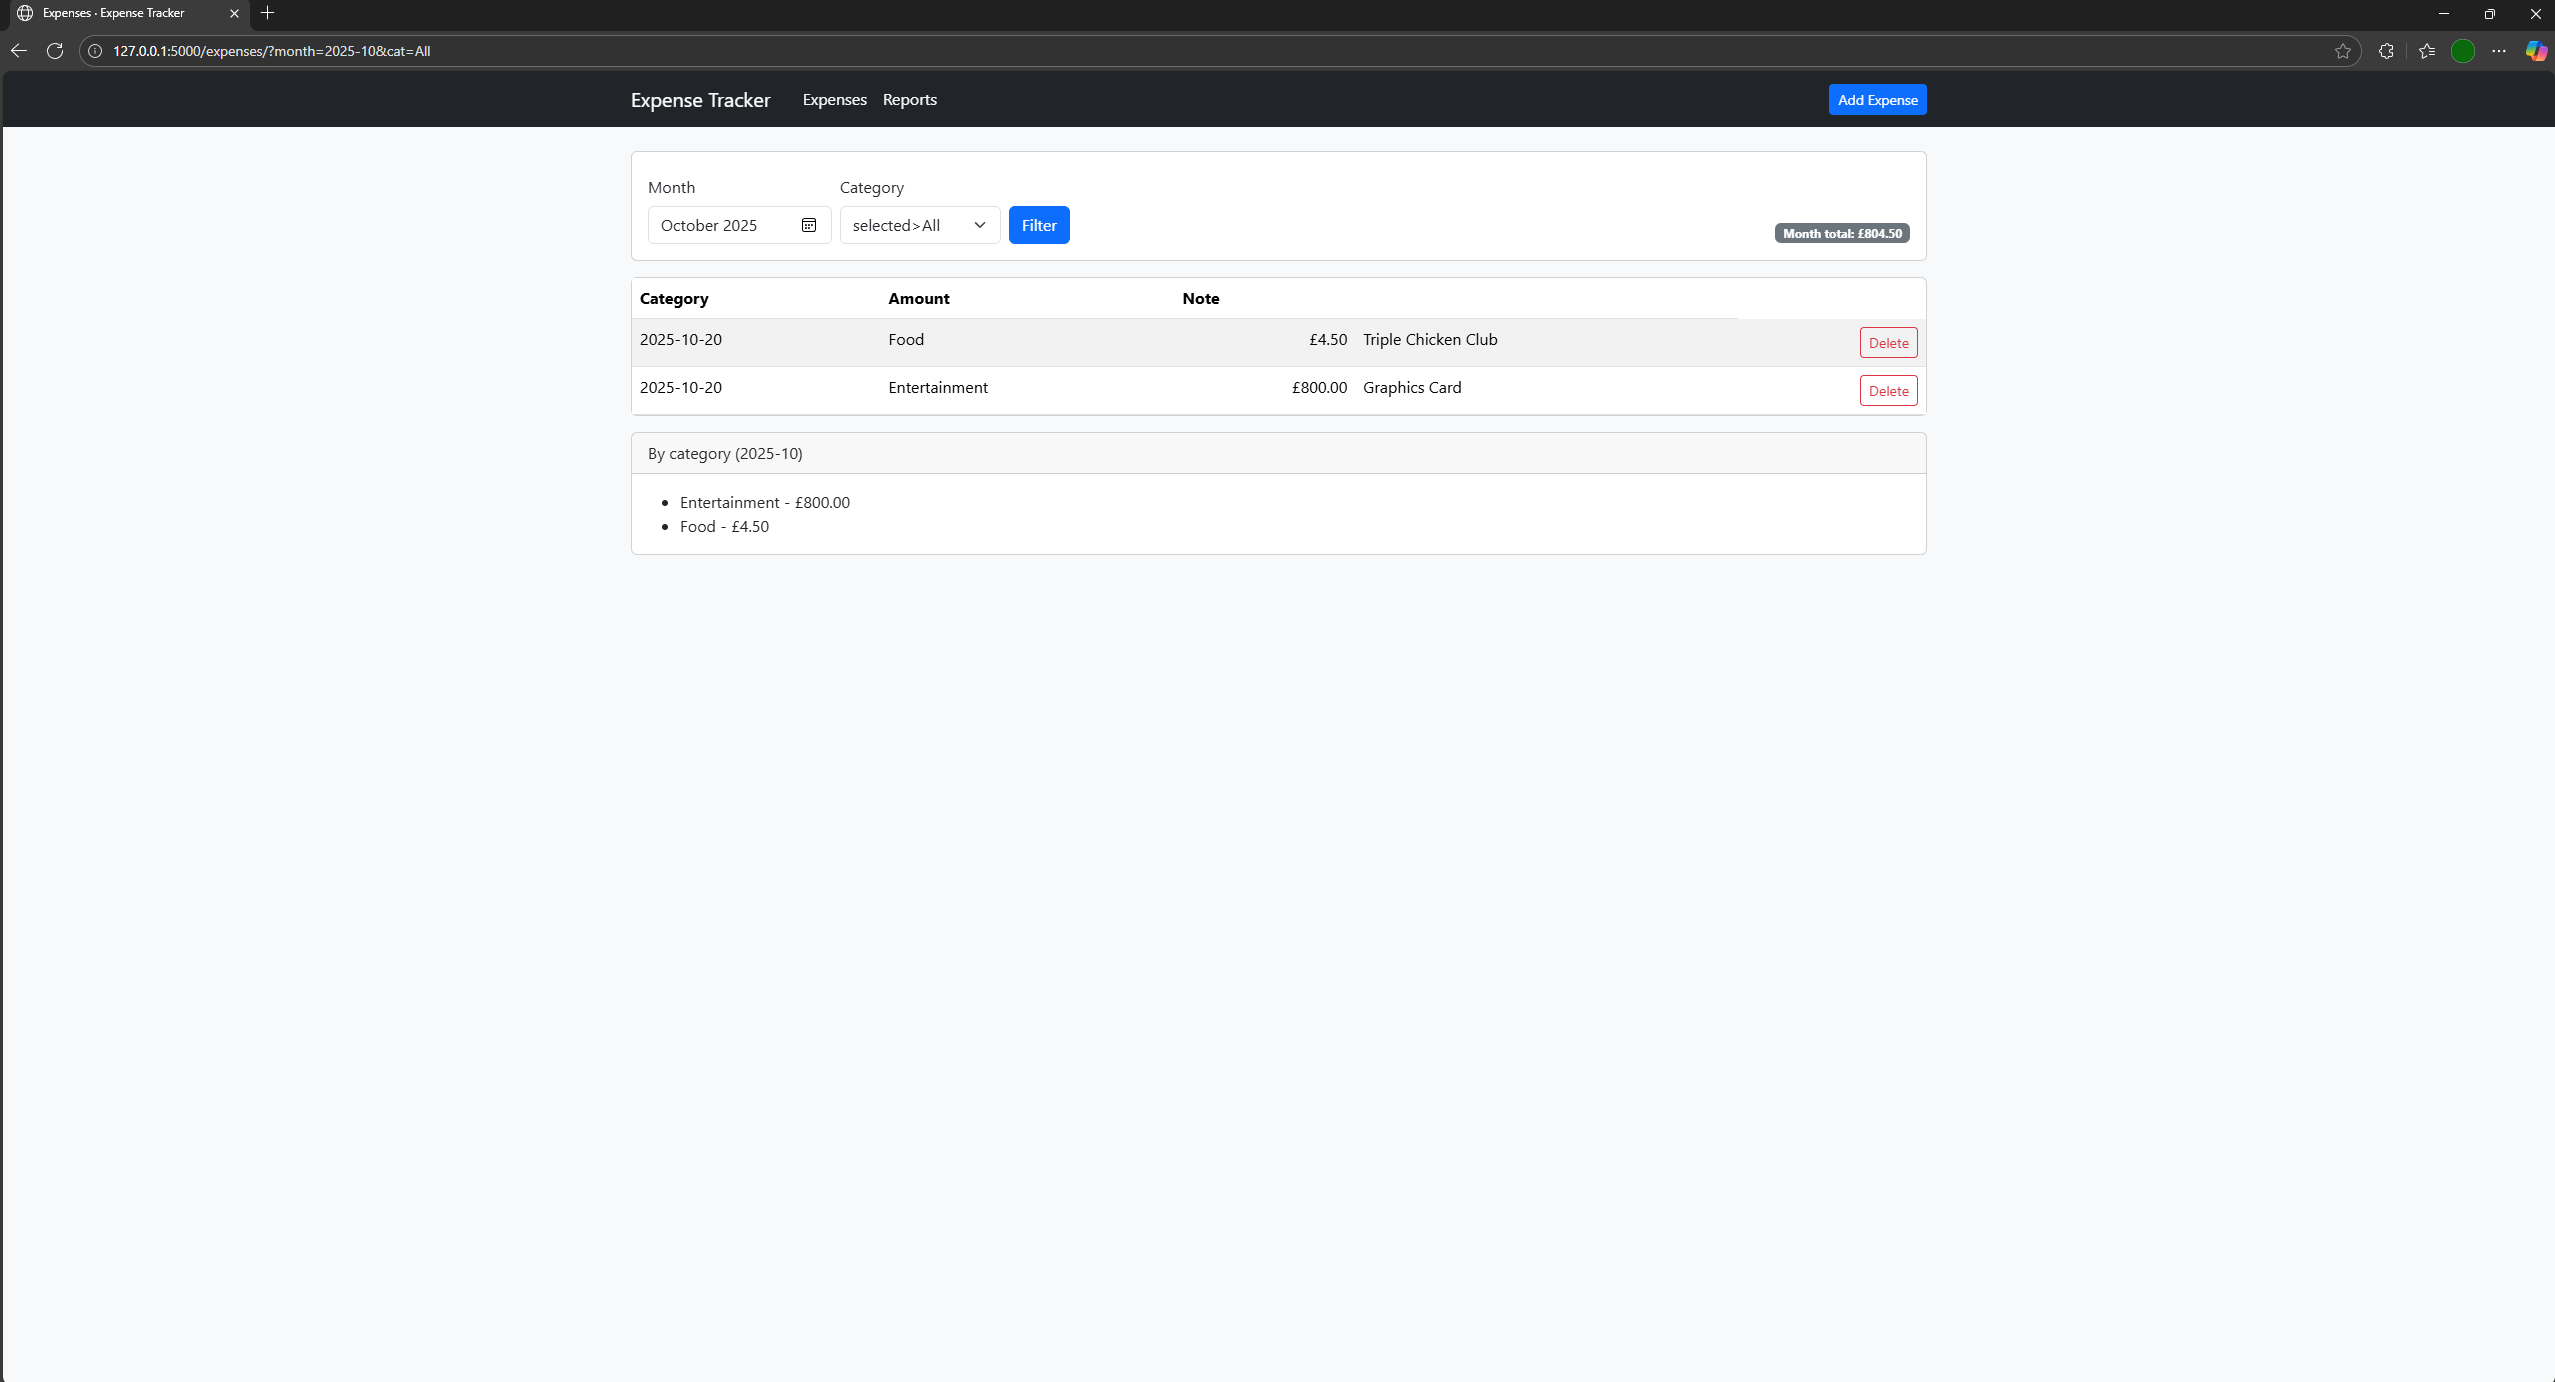 Expenses · Expense Tracker
127.0.0.1:5000/expenses/?month=2025-10&cat=All
Expense Tracker Expenses Reports Add Expense
Month Category
October 2025 selected>All Filter Month total: £804.50
Category Amount Note
2025-10-20 Food £4.50 Triple Chicken Club Delete
2025-10-20 Entertainment £800.00 Graphics Card Delete
By category (2025-10)
Entertainment - £800.00
Food - £4.50